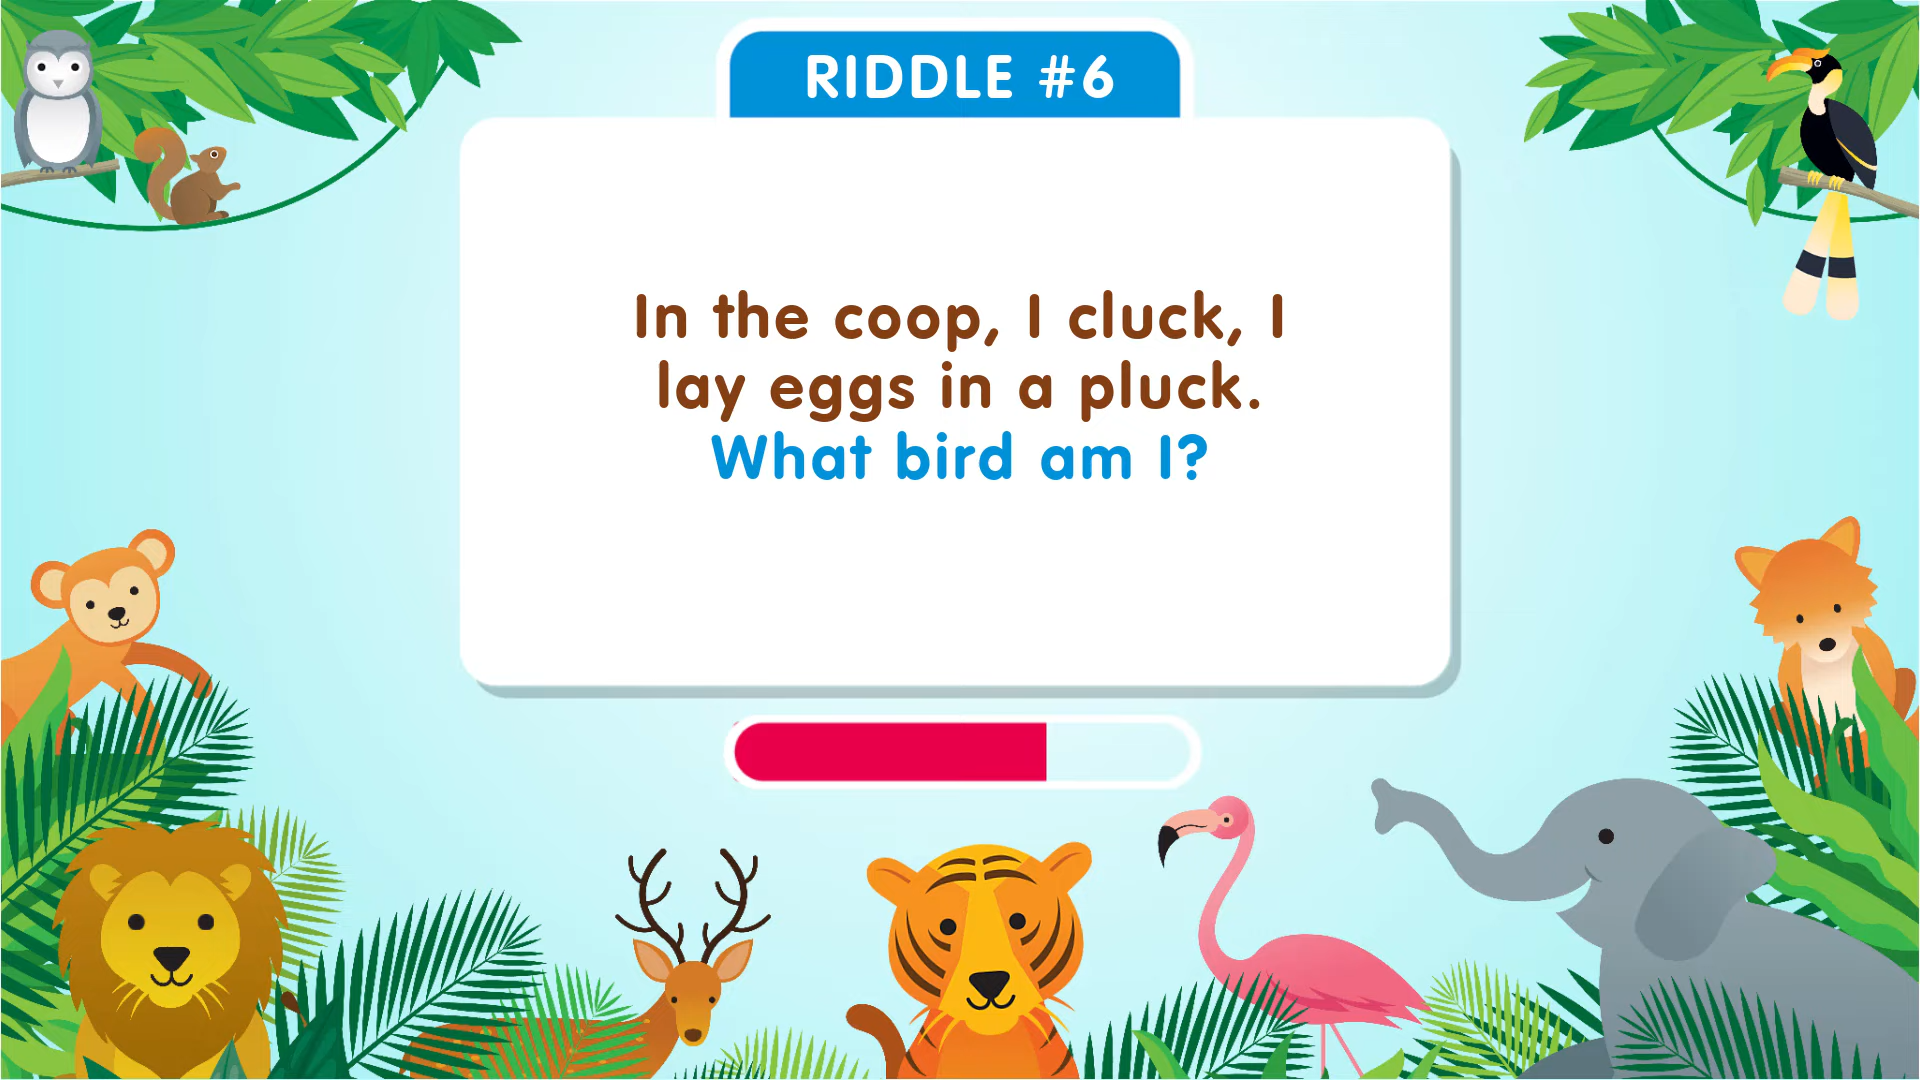 RIDDLE #6
In the coop, I cluck, I
lay eggs in a pluck.
What bird am I?